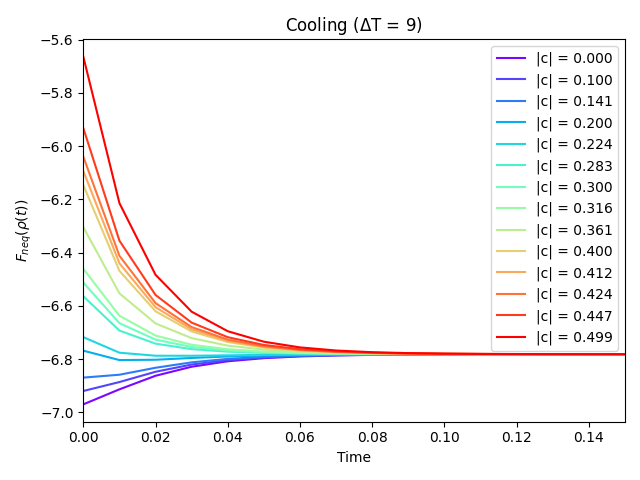 Cooling (ΔT = 9)
−5.6
−5.8
−6.0
−6.2
−6.4
−6.6
−6.8
−7.0
F_neq(ρ(t))
|c| = 0.000
|c| = 0.100
|c| = 0.141
|c| = 0.200
|c| = 0.224
|c| = 0.283
|c| = 0.300
|c| = 0.316
|c| = 0.361
|c| = 0.400
|c| = 0.412
|c| = 0.424
|c| = 0.447
|c| = 0.499
0.00 0.02 0.04 0.06 0.08 0.10 0.12 0.14
Time